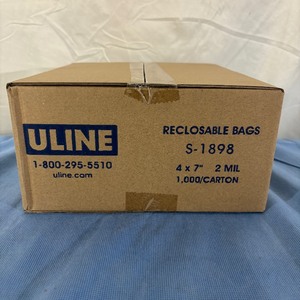 ULINE
1-800-295-5510
uline.com
RECLOSABLE BAGS
S-1898
4 x 7" 2 MIL
1,000/CARTON